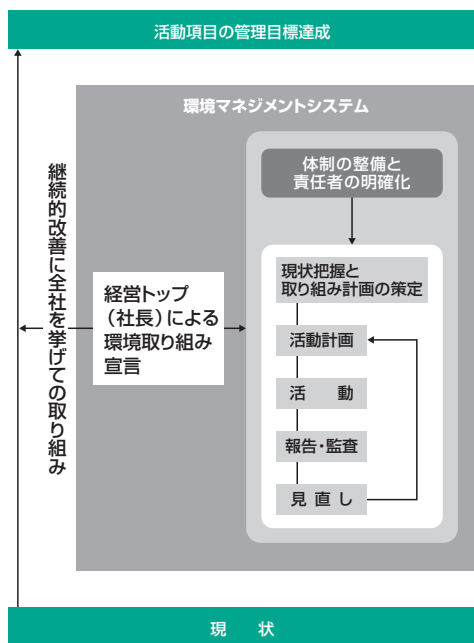 活動項目の管理目標達成
環境マネジメントシステム
体制の整備と
責任者の明確化
継続的改善に全社を挙げての取り組み
経営トップ
（社長）による
環境取り組み
宣言
現状把握と
取り組み計画の策定
活動計画
活　動
報告・監査
見 直 し
現　状